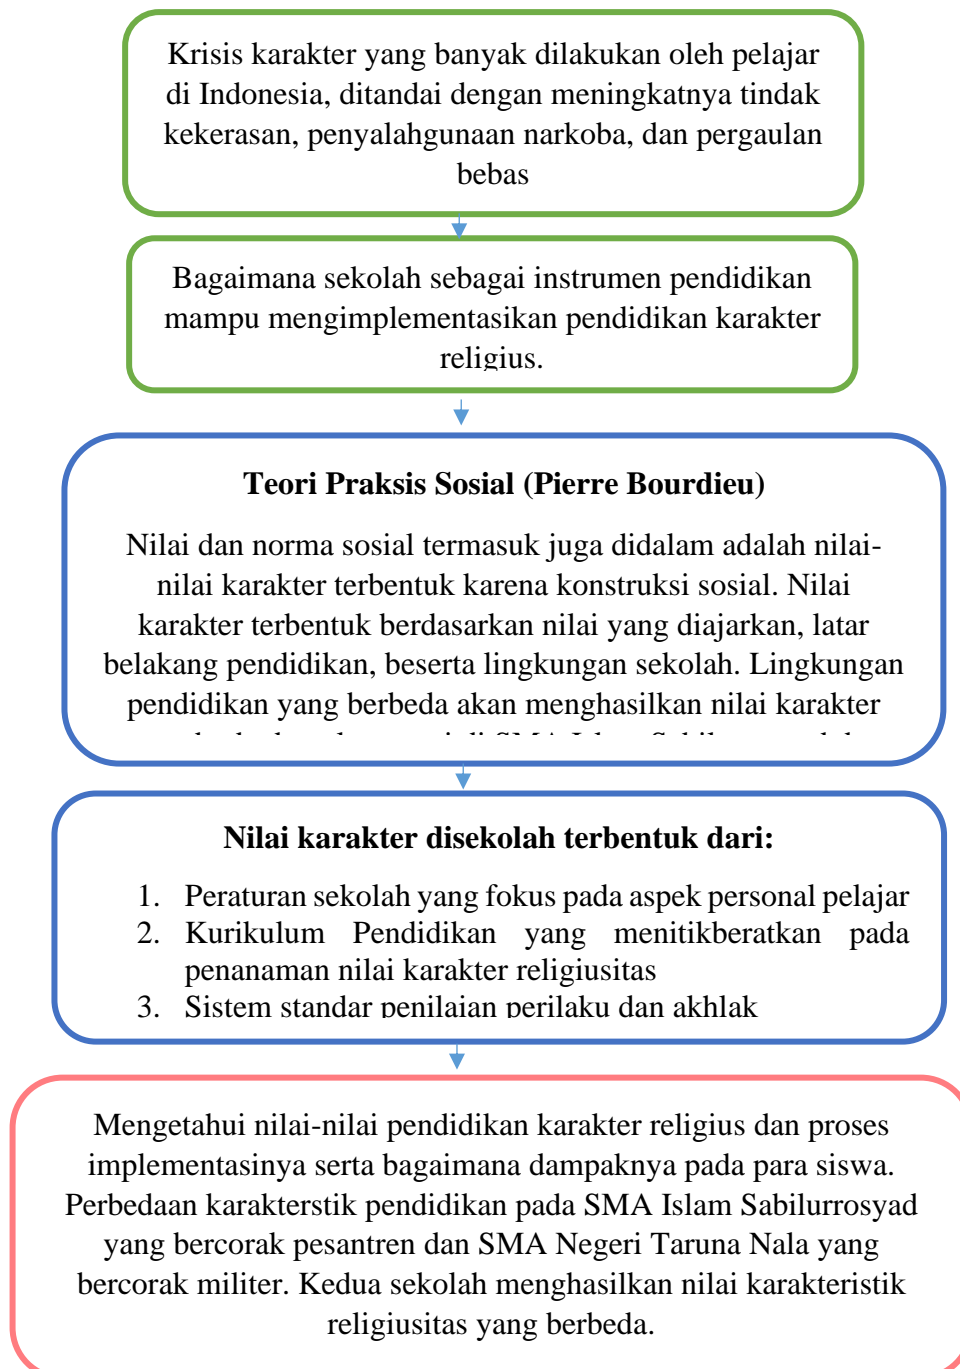 Krisis karakter yang banyak dilakukan oleh pelajar
di Indonesia, ditandai dengan meningkatnya tindak
kekerasan, penyalahgunaan narkoba, dan pergaulan
bebas
Bagaimana sekolah sebagai instrumen pendidikan
mampu mengimplementasikan pendidikan karakter
religius.
Teori Praksis Sosial (Pierre Bourdieu)
Nilai dan norma sosial termasuk juga didalam adalah nilai-
nilai karakter terbentuk karena konstruksi sosial. Nilai
karakter terbentuk berdasarkan nilai yang diajarkan, latar
belakang pendidikan, beserta lingkungan sekolah. Lingkungan
pendidikan yang berbeda akan menghasilkan nilai karakter
Nilai karakter disekolah terbentuk dari:
1. Peraturan sekolah yang fokus pada aspek personal pelajar
2. Kurikulum Pendidikan yang menitikberatkan pada
penanaman nilai karakter religiusitas
3. Sistem standar penilaian perilaku dan akhlak
Mengetahui nilai-nilai pendidikan karakter religius dan proses
implementasinya serta bagaimana dampaknya pada para siswa.
Perbedaan karakterstik pendidikan pada SMA Islam Sabilurrosyad
yang bercorak pesantren dan SMA Negeri Taruna Nala yang
bercorak militer. Kedua sekolah menghasilkan nilai karakteristik
religiusitas yang berbeda.